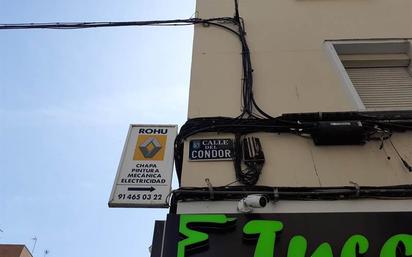 ROHU
CHAPA
PINTURA
MECÁNICA
ELECTRICIDAD
91 465 03 22
CALLE
DEL
CONDOR